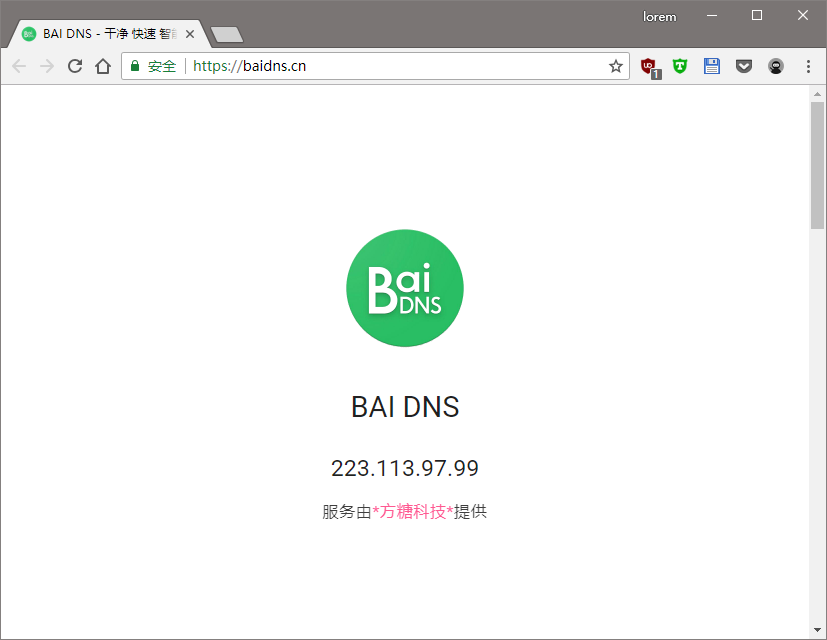 lorem
BAI DNS - 干净 快速 智能
安全
https://baidns.cn
1
Bai
DNS
BAI DNS
223.113.97.99
服务由*方糖科技*提供